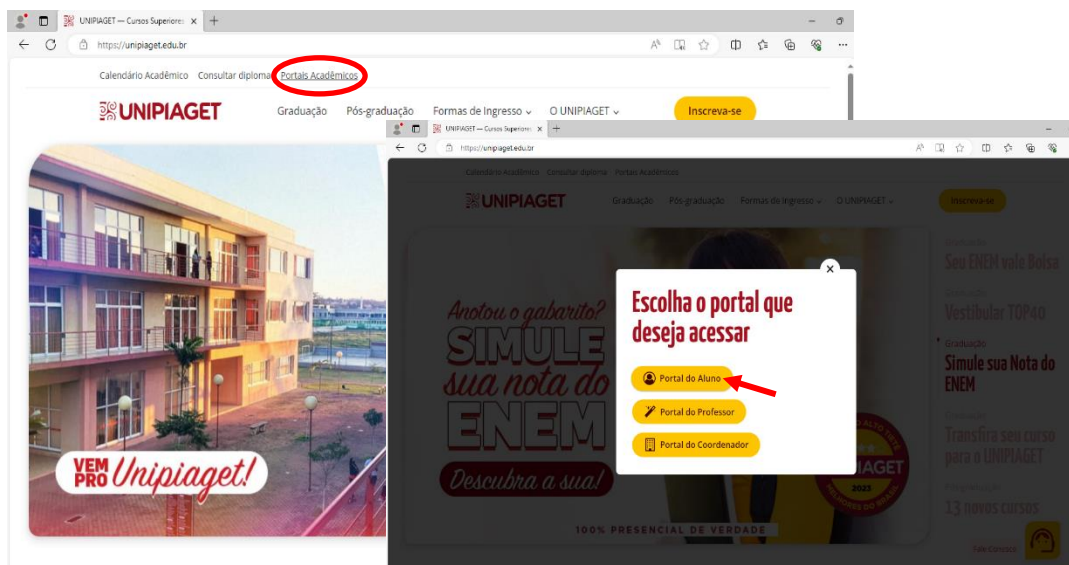 UNIPIAGET — Cursos Superiores
https://unipiaget.edu.br
Calendário Acadêmico Consultar diploma Portais Acadêmicos
UNIPIAGET
Graduação Pós-graduação Formas de Ingresso O UNIPIAGET Inscreva-se
VEM PRO Unipiaget!
UNIPIAGET — Cursos Superiores
https://unipiaget.edu.br
Calendário Acadêmico Consultar diploma Portais Acadêmicos
UNIPIAGET
Graduação Pós-graduação Formas de Ingresso O UNIPIAGET Inscreva-se
Anotou o gabarito?
SIMULE
sua nota do
ENEM
Descubra a sua!
100% PRESENCIAL DE VERDADE
Escolha o portal que
deseja acessar
Portal do Aluno
Portal do Professor
Portal do Coordenador
Graduação
Seu ENEM vale Bolsa
Graduação
Vestibular TOP40
Graduação
Simule sua Nota do
ENEM
Graduação
Transfira seu curso
para o UNIPIAGET
13 novos cursos
Fale Conosco
2023